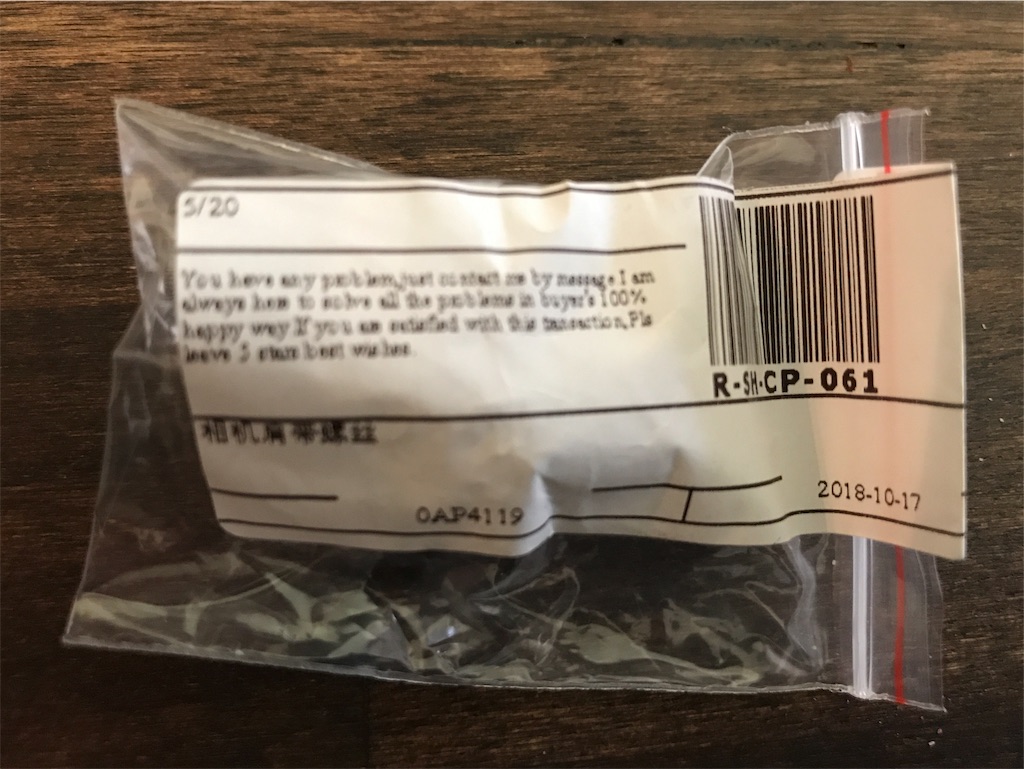 5/20
You have any problem,just contact me by message.I am
always here to solve all the problems in buyer's 100%
happy way.If you are satisfied with this transaction,Pls
leave 5 stars best wishes.
R-SH-CP-061
相机肩带螺丝
0AP4119
2018-10-17